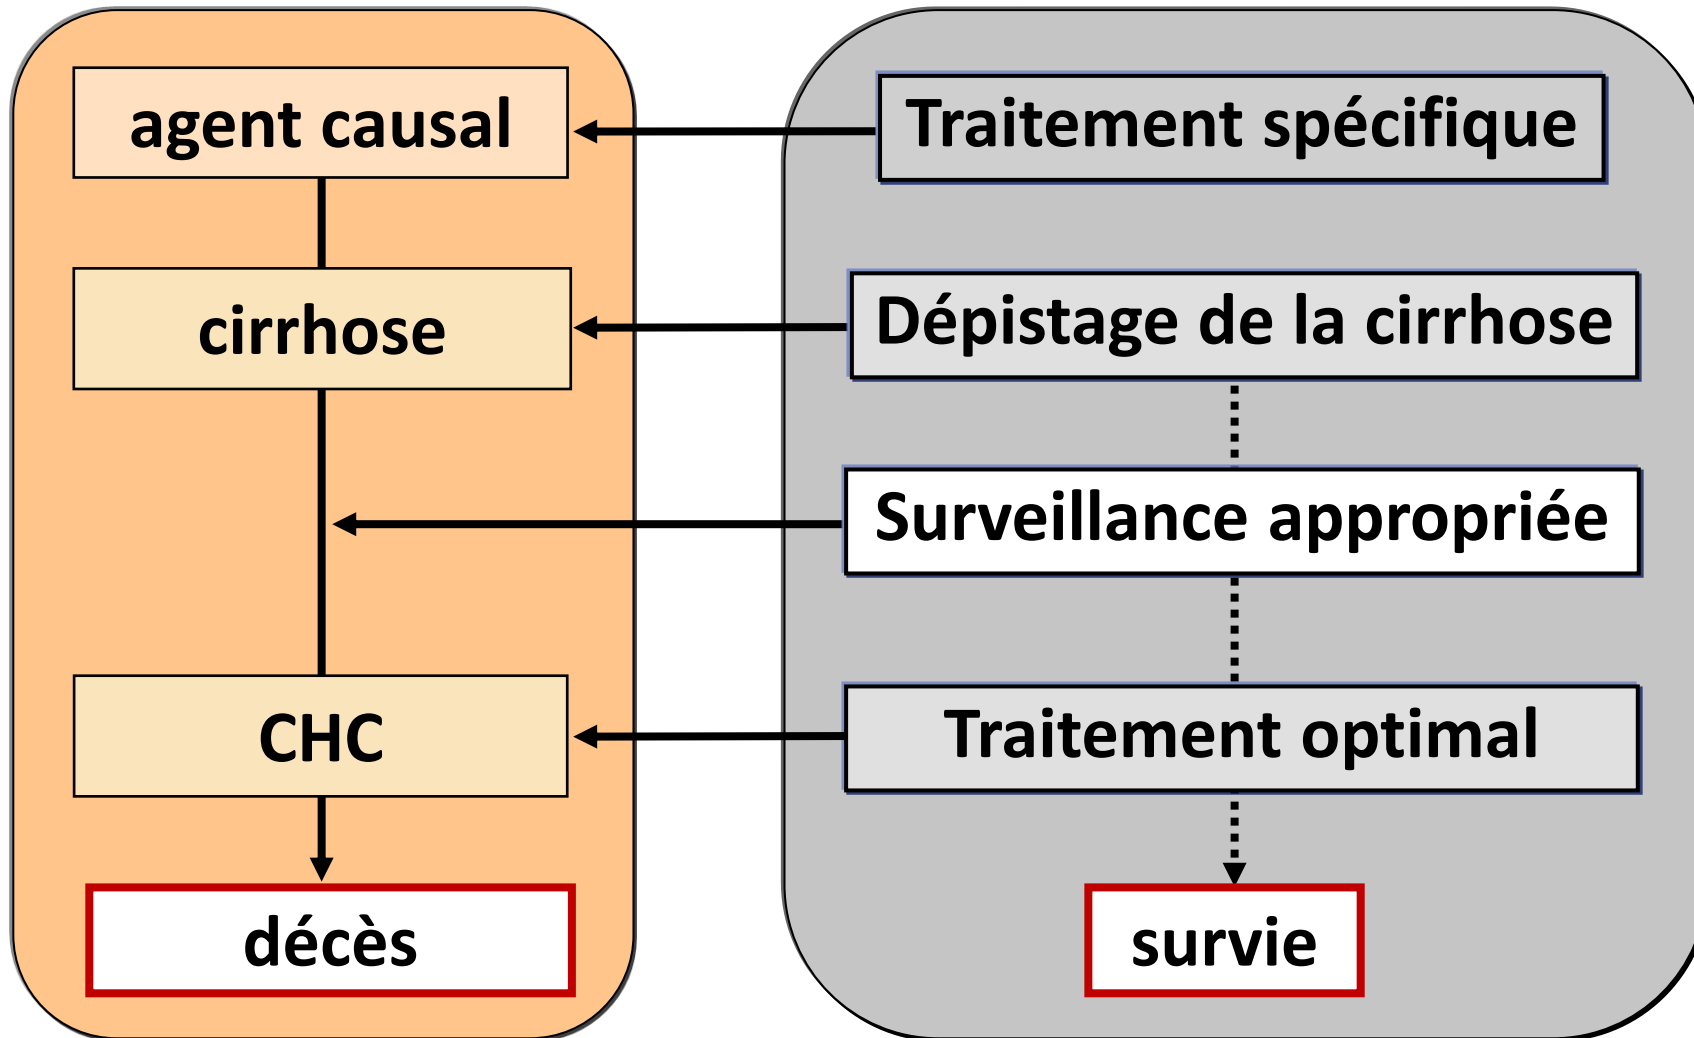 agent causal
Traitement spécifique
cirrhose
Dépistage de la cirrhose
Surveillance appropriée
CHC
Traitement optimal
décès
survie